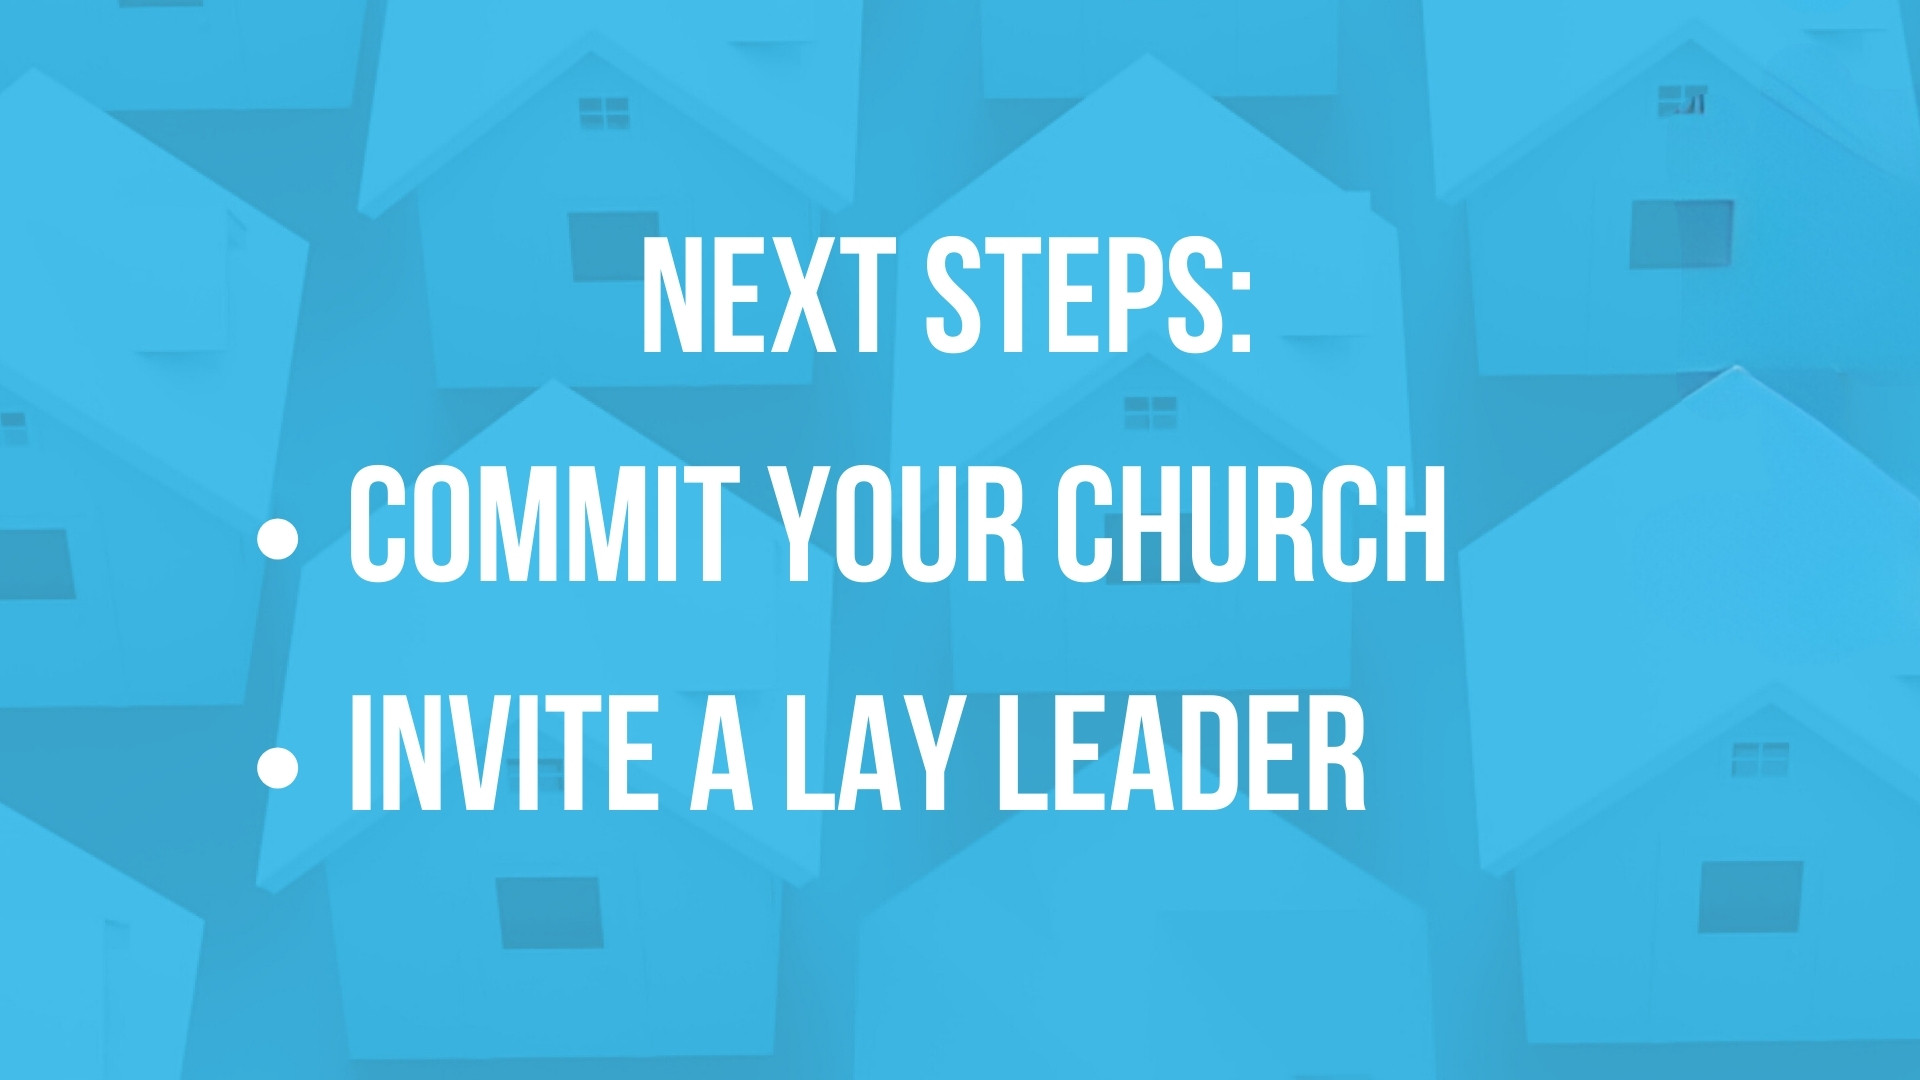 NEXT STEPS:
• COMMIT YOUR CHURCH
• INVITE A LAY LEADER